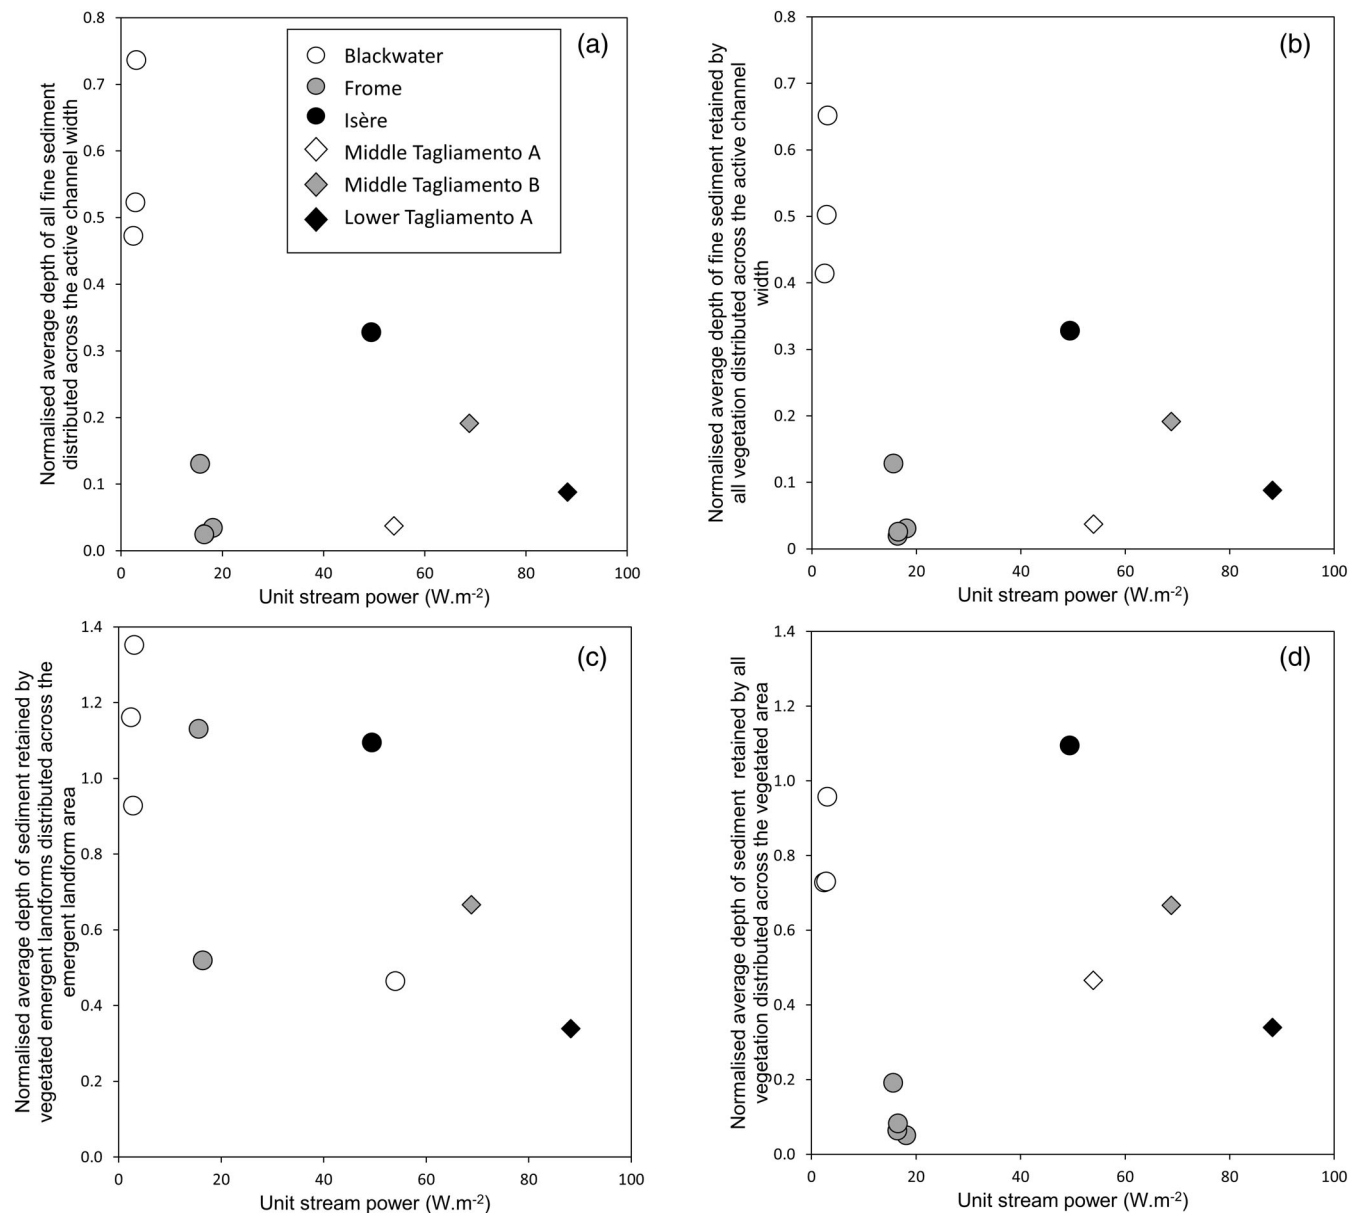 (a)
Normalised average depth of all fine sediment
distributed across the active channel width
0.8
0.7
0.6
0.5
0.4
0.3
0.2
0.1
0.0
Blackwater
Frome
Isère
Middle Tagliamento A
Middle Tagliamento B
Lower Tagliamento A
0 20 40 60 80 100
Unit stream power (W.m-2)
(b)
Normalised average depth of fine sediment retained by
all vegetation distributed across the active channel
width
0.8
0.7
0.6
0.5
0.4
0.3
0.2
0.1
0
0 20 40 60 80 100
Unit stream power (W.m-2)
(c)
Normalised average depth of sediment retained by
vegetated emergent landforms distributed across the
emergent landform area
1.4
1.2
1.0
0.8
0.6
0.4
0.2
0.0
0 20 40 60 80 100
Unit stream power (W.m-2)
(d)
Normalised average depth of sediment retained by all
vegetation distributed across the vegetated area
1.4
1.2
1.0
0.8
0.6
0.4
0.2
0.0
0 20 40 60 80 100
Unit stream power (W.m-2)